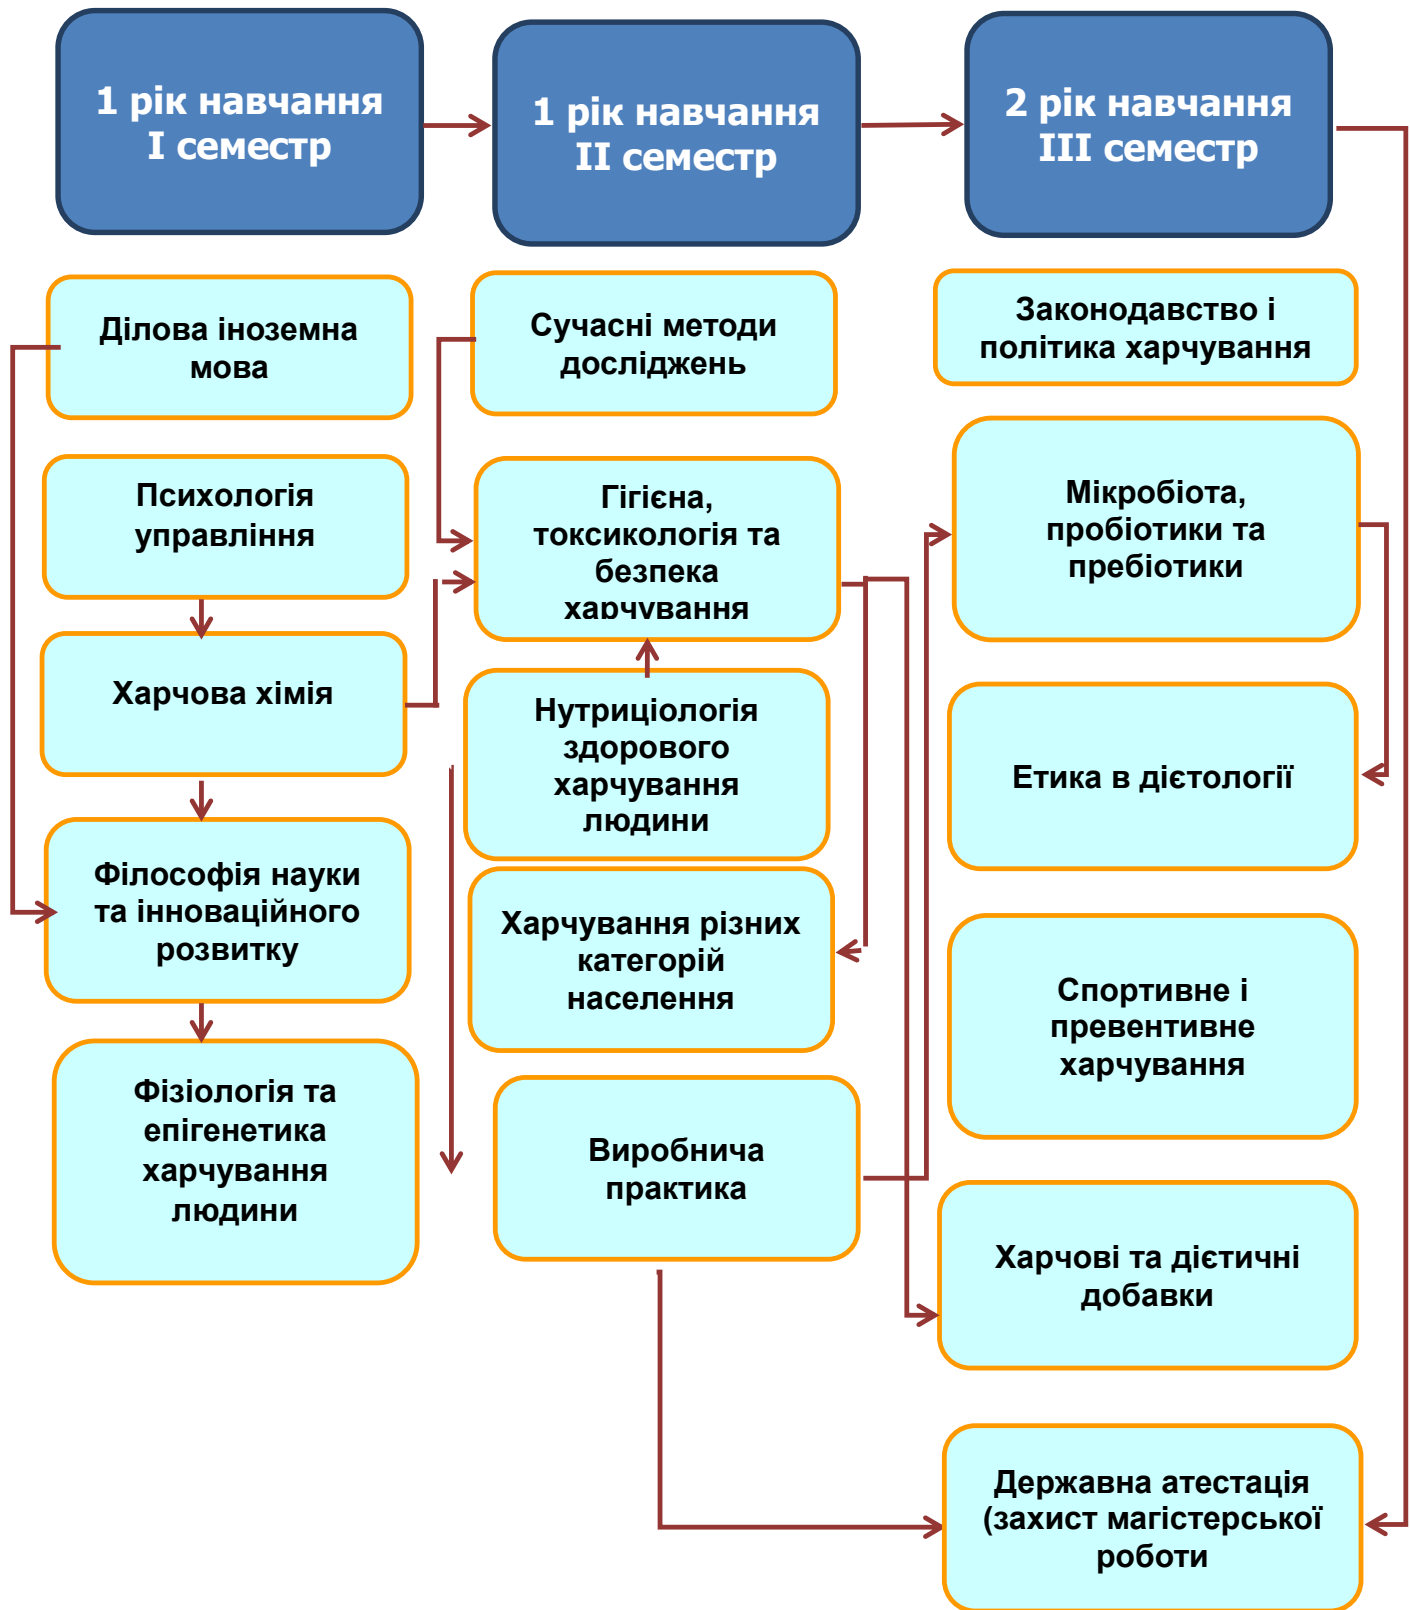 1 рік навчання
І семестр
1 рік навчання
ІІ семестр
2 рік навчання
ІІІ семестр
Ділова іноземна
мова
Психологія
управління
Харчова хімія
Філософія науки
та інноваційного
розвитку
Фізіологія та
епігенетика
харчування
людини
Сучасні методи
досліджень
Гігієна,
токсикологія та
безпека
харчування
Нутриціологія
здорового
харчування
людини
Харчування різних
категорій
населення
Виробнича
практика
Законодавство і
політика харчування
Мікробіота,
пробіотики та
пребіотики
Етика в дієтології
Спортивне і
превентивне
харчування
Харчові та дієтичні
добавки
Державна атестація
(захист магістерської
роботи